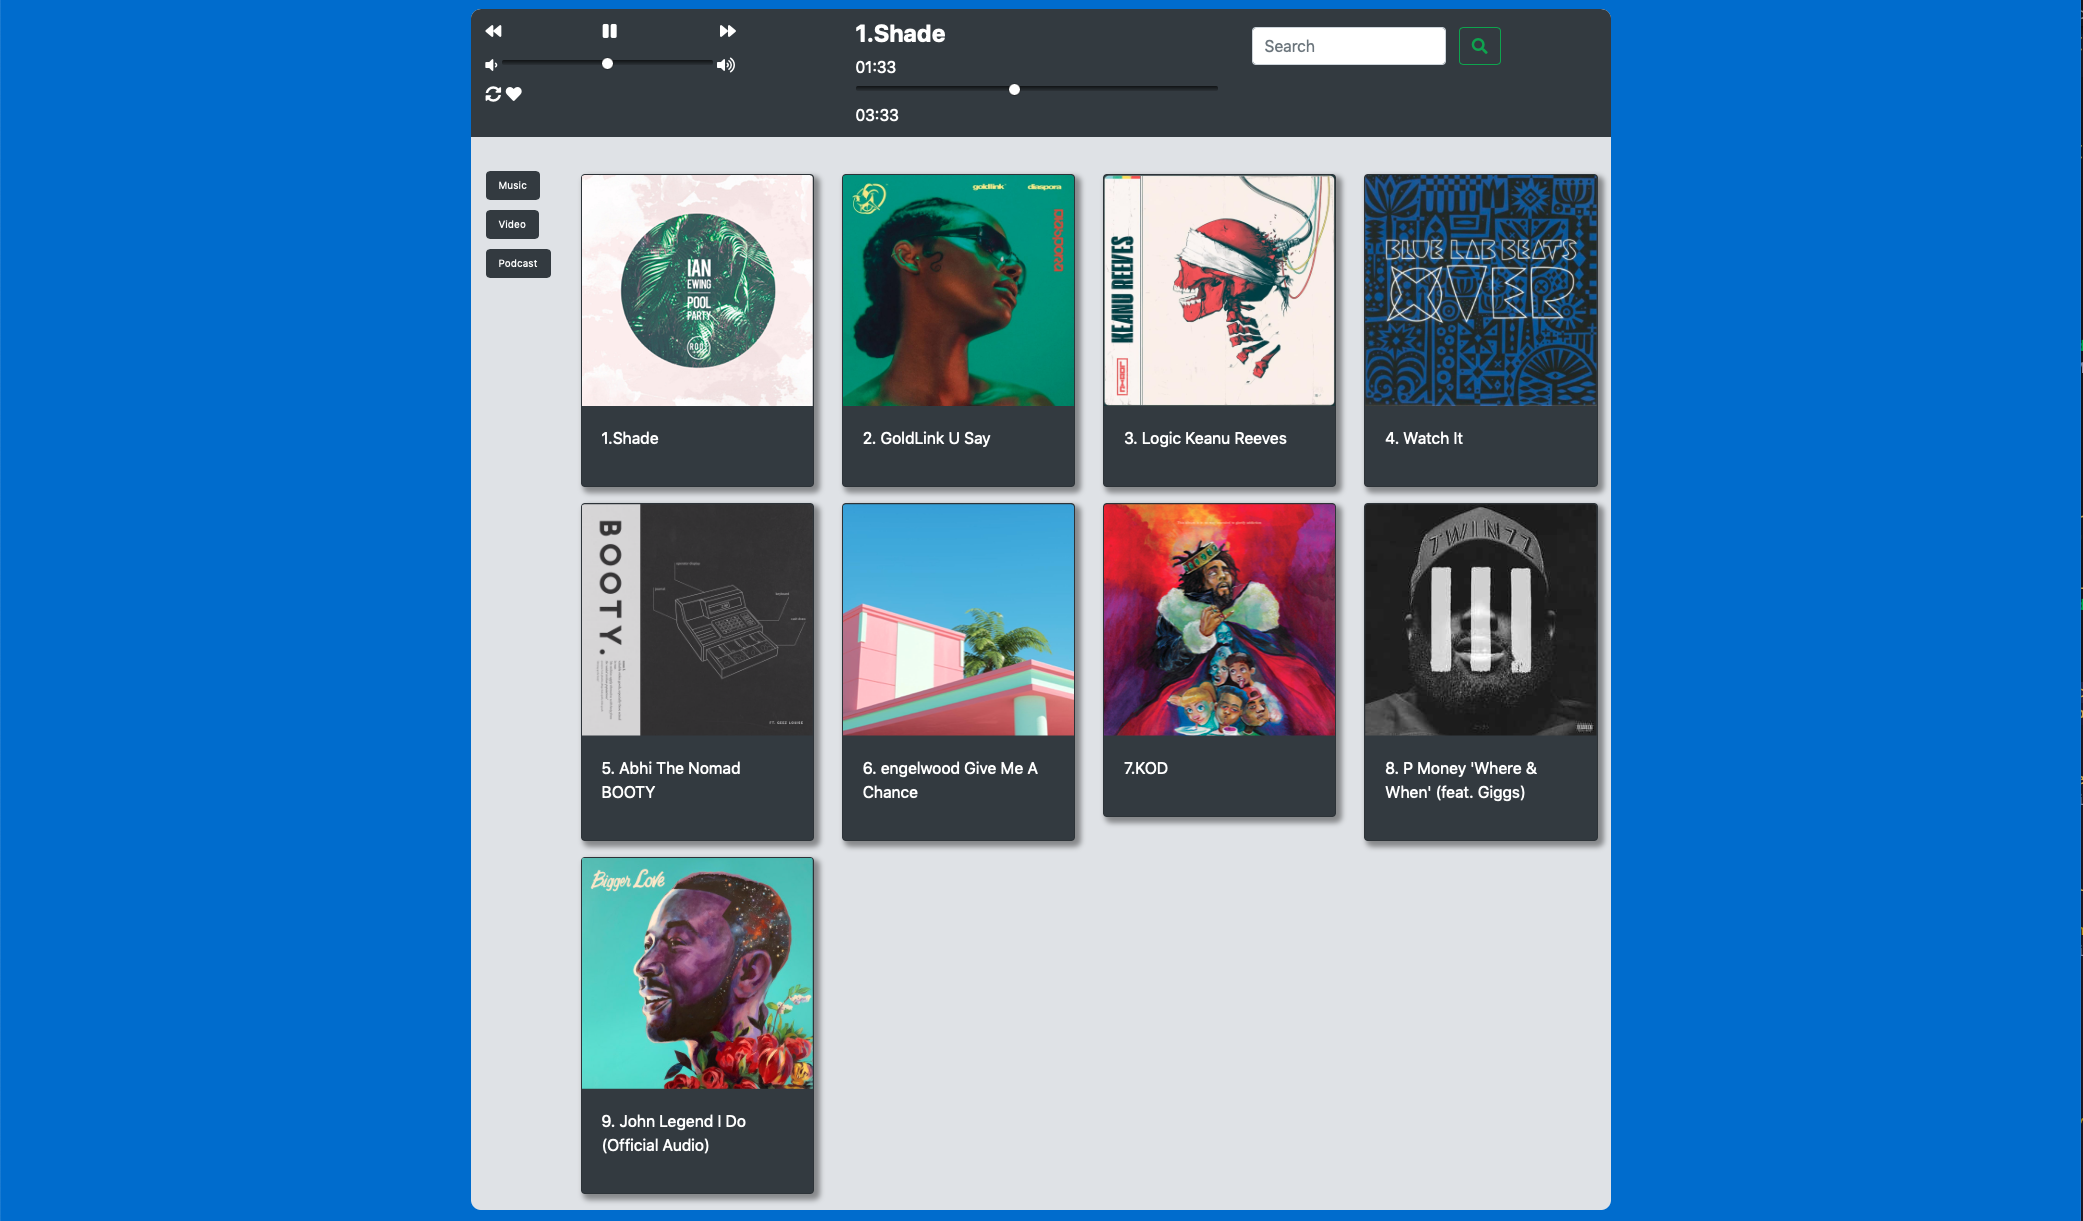 1.Shade
01:33
03:33
Search
Music
Video
Podcast
IAN
EWING
POOL
PARTY
goldlink
diaspora
KEANU REEVES
BLUE LAB BEATS
OVER
1.Shade
2. GoldLink U Say
3. Logic Keanu Reeves
4. Watch It
BOOTY.
TWINZZ
5. Abhi The Nomad
BOOTY
6. engelwood Give Me A
Chance
7.KOD
8. P Money 'Where &
When' (feat. Giggs)
Bigger Love
9. John Legend I Do
(Official Audio)